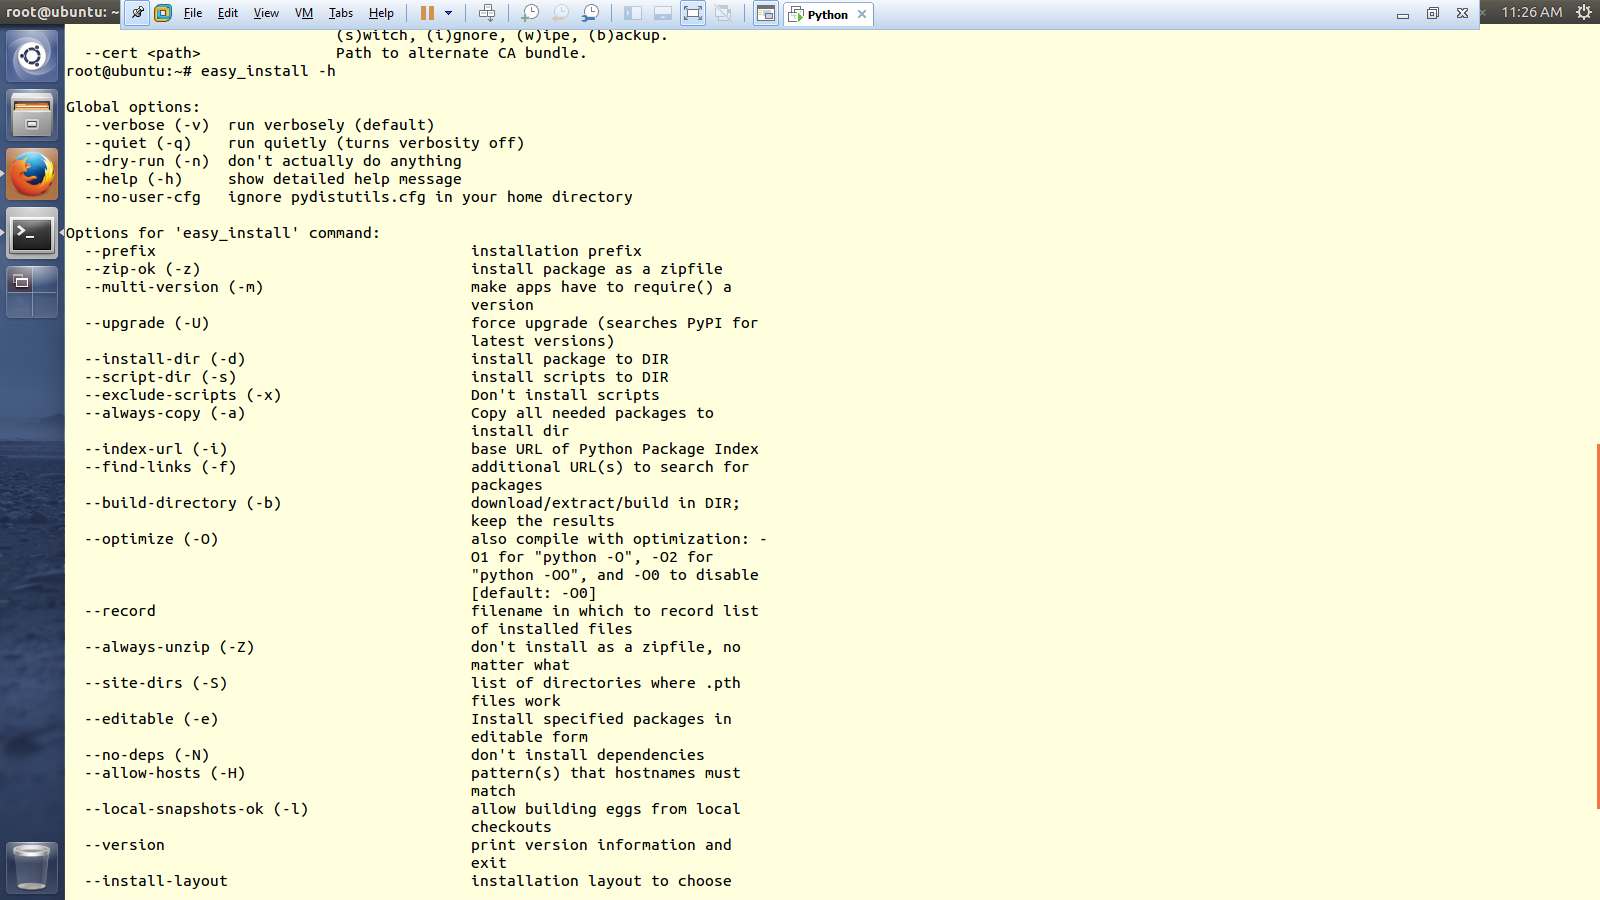 root@ubuntu: ~
File Edit View VM Tabs Help
Python
11:26 AM
(s)witch, (i)gnore, (w)ipe, (b)ackup.
--cert <path> Path to alternate CA bundle.
root@ubuntu:~# easy_install -h
Global options:
--verbose (-v) run verbosely (default)
--quiet (-q) run quietly (turns verbosity off)
--dry-run (-n) don't actually do anything
--help (-h) show detailed help message
--no-user-cfg ignore pydistutils.cfg in your home directory
Options for 'easy_install' command:
--prefix installation prefix
--zip-ok (-z) install package as a zipfile
--multi-version (-m) make apps have to require() a
version
--upgrade (-U) force upgrade (searches PyPI for
latest versions)
--install-dir (-d) install package to DIR
--script-dir (-s) install scripts to DIR
--exclude-scripts (-x) Don't install scripts
--always-copy (-a) Copy all needed packages to
install dir
--index-url (-i) base URL of Python Package Index
--find-links (-f) additional URL(s) to search for
packages
--build-directory (-b) download/extract/build in DIR;
keep the results
--optimize (-O) also compile with optimization: -
O1 for "python -O", -O2 for
"python -OO", and -O0 to disable
[default: -O0]
--record filename in which to record list
of installed files
--always-unzip (-Z) don't install as a zipfile, no
matter what
--site-dirs (-S) list of directories where .pth
files work
--editable (-e) Install specified packages in
editable form
--no-deps (-N) don't install dependencies
--allow-hosts (-H) pattern(s) that hostnames must
match
--local-snapshots-ok (-l) allow building eggs from local
checkouts
--version print version information and
exit
--install-layout installation layout to choose